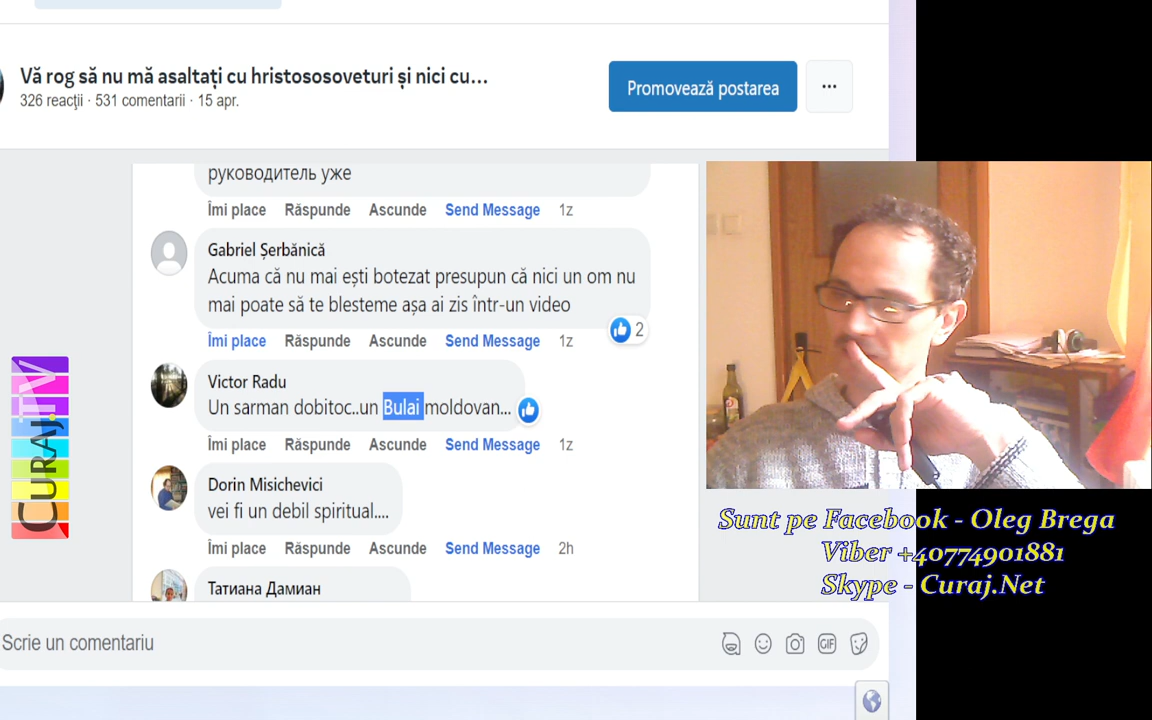 Vă rog să nu mă asaltați cu hristososoveturi și nici cu...
326 reacții · 531 comentarii · 15 apr.
Promovează postarea
руководитель уже
Îmi place Răspunde Ascunde Send Message 1z
Gabriel Șerbănică
Acuma că nu mai ești botezat presupun că nici un om nu
mai poate să te blesteme așa ai zis într-un video
2
Îmi place Răspunde Ascunde Send Message 1z
Victor Radu
Un sarman dobitoc..un Bulai moldovan...
Îmi place Răspunde Ascunde Send Message 1z
Dorin Misichevici
vei fi un debil spiritual....
Îmi place Răspunde Ascunde Send Message 2h
Татиана Дамиан
Scrie un comentariu
GIF
CURAJ.TV
Sunt pe Facebook - Oleg Brega
Viber +40774901881
Skype - Curaj.Net